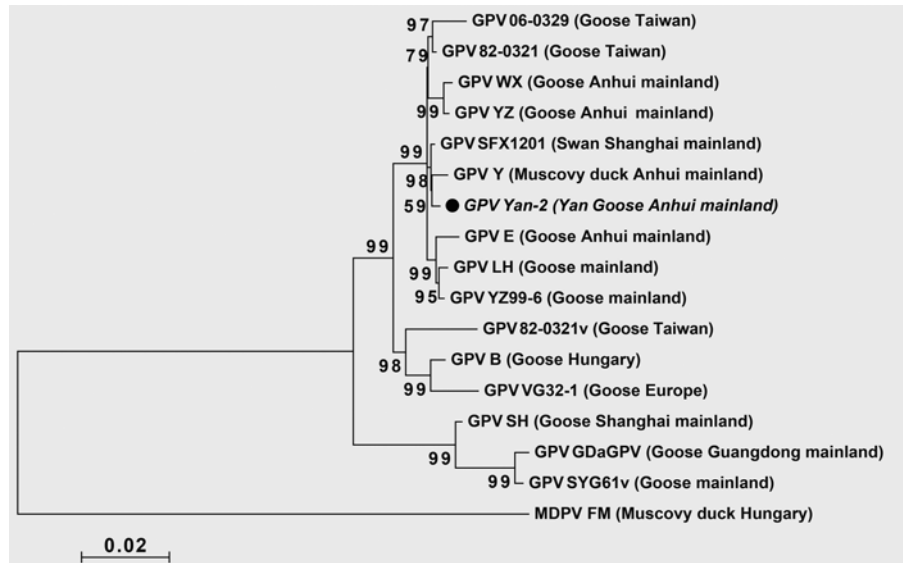 97
GPV 06-0329 (Goose Taiwan)
79
GPV 82-0321 (Goose Taiwan)
GPV WX (Goose Anhui mainland)
99
GPV YZ (Goose Anhui mainland)
GPV SFX1201 (Swan Shanghai mainland)
99
GPV Y (Muscovy duck Anhui mainland)
98
59
GPV Yan-2 (Yan Goose Anhui mainland)
GPV E (Goose Anhui mainland)
99
99
GPV LH (Goose mainland)
95
GPV YZ99-6 (Goose mainland)
GPV 82-0321v (Goose Taiwan)
98
GPV B (Goose Hungary)
99
GPV VG32-1 (Goose Europe)
GPV SH (Goose Shanghai mainland)
99
GPV GDaGPV (Goose Guangdong mainland)
99
GPV SYG61v (Goose mainland)
MDPV FM (Muscovy duck Hungary)
0.02